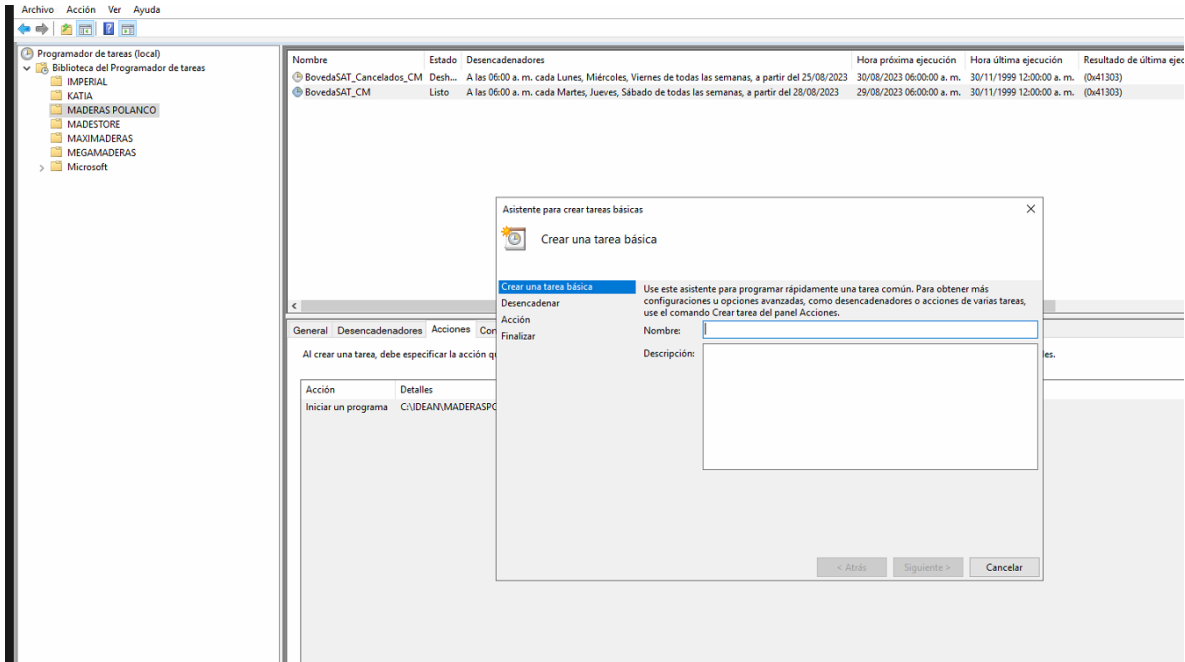 Archivo Acción Ver Ayuda
Programador de tareas (local)
Biblioteca del Programador de tareas
IMPERIAL
KATIA
MADERAS POLANCO
MADESTORE
MAXIMADERAS
MEGAMADERAS
Microsoft
Nombre Estado Desencadenadores Hora próxima ejecución Hora última ejecución Resultado de última ejec
BovedaSAT_Cancelados_CM Desh... A las 06:00 a. m. cada Lunes, Miércoles, Viernes de todas las semanas, a partir del 25/08/2023 30/08/2023 06:00:00 a. m. 30/11/1999 12:00:00 a. m. (0x41303)
BovedaSAT_CM Listo A las 06:00 a. m. cada Martes, Jueves, Sábado de todas las semanas, a partir del 28/08/2023 29/08/2023 06:00:00 a. m. 30/11/1999 12:00:00 a. m. (0x41303)
General Desencadenadores Acciones Con
Al crear una tarea, debe especificar la acción qu
es.
Acción Detalles
Iniciar un programa C:\IDEAN\MADERASPO
Asistente para crear tareas básicas
Crear una tarea básica
Crear una tarea básica
Desencadenar
Acción
Finalizar
Use este asistente para programar rápidamente una tarea común. Para obtener más
configuraciones u opciones avanzadas, como desencadenadores o acciones de varias tareas,
use el comando Crear tarea del panel Acciones.
Nombre:
Descripción:
< Atrás Siguiente > Cancelar